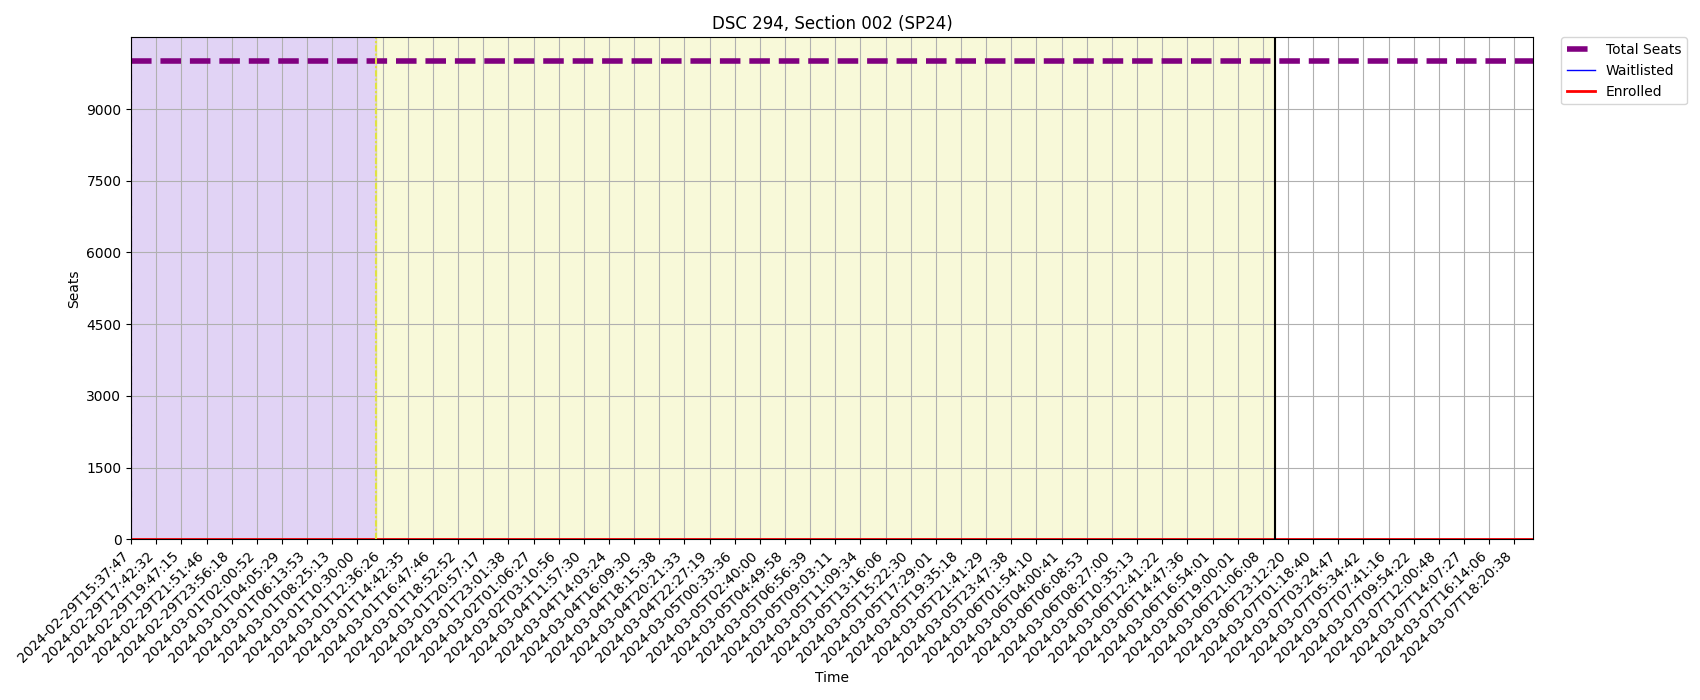 DSC 294, Section 002 (SP24)
Total Seats
Waitlisted
Enrolled
Seats
9000
7500
6000
4500
3000
1500
0
2024-02-29T15:37:47
2024-02-29T17:42:32
2024-02-29T19:47:15
2024-02-29T21:51:46
2024-02-29T23:56:18
2024-03-01T02:00:52
2024-03-01T04:05:29
2024-03-01T06:13:53
2024-03-01T08:25:13
2024-03-01T10:30:00
2024-03-01T12:36:26
2024-03-01T14:42:35
2024-03-01T16:47:46
2024-03-01T18:52:52
2024-03-01T20:57:17
2024-03-01T23:01:38
2024-03-02T01:06:27
2024-03-02T03:10:56
2024-03-04T11:57:30
2024-03-04T14:03:24
2024-03-04T16:09:30
2024-03-04T18:15:38
2024-03-04T20:21:33
2024-03-04T22:27:19
2024-03-05T00:33:36
2024-03-05T02:40:00
2024-03-05T04:49:58
2024-03-05T06:56:39
2024-03-05T09:03:11
2024-03-05T11:09:34
2024-03-05T13:16:06
2024-03-05T15:22:30
2024-03-05T17:29:01
2024-03-05T19:35:18
2024-03-05T21:41:29
2024-03-05T23:47:38
2024-03-06T01:54:10
2024-03-06T04:00:41
2024-03-06T06:08:53
2024-03-06T08:27:00
2024-03-06T10:35:13
2024-03-06T12:41:22
2024-03-06T14:47:36
2024-03-06T16:54:01
2024-03-06T19:00:01
2024-03-06T21:06:08
2024-03-06T23:12:20
2024-03-07T01:18:40
2024-03-07T03:24:47
2024-03-07T05:34:42
2024-03-07T07:41:16
2024-03-07T09:54:22
2024-03-07T12:00:48
2024-03-07T14:07:27
2024-03-07T16:14:06
2024-03-07T18:20:38
Time